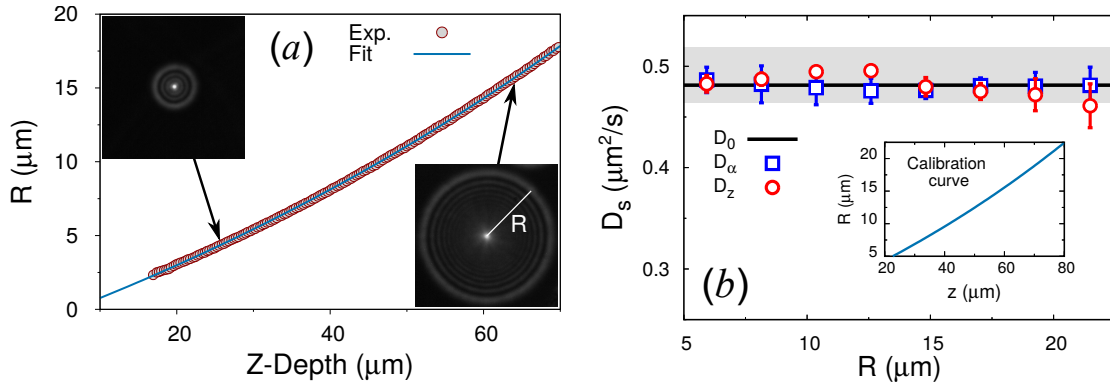 (a)
Exp.
Fit
R
R (μm)
20
15
10
5
0
20
40
60
Z-Depth (μm)
D_s (μm²/s)
0.5
0.4
0.3
D_0
D_α
D_z
(b)
Calibration
curve
R (μm)
20
15
10
5
20
40
60
80
z (μm)
5
10
15
20
R (μm)